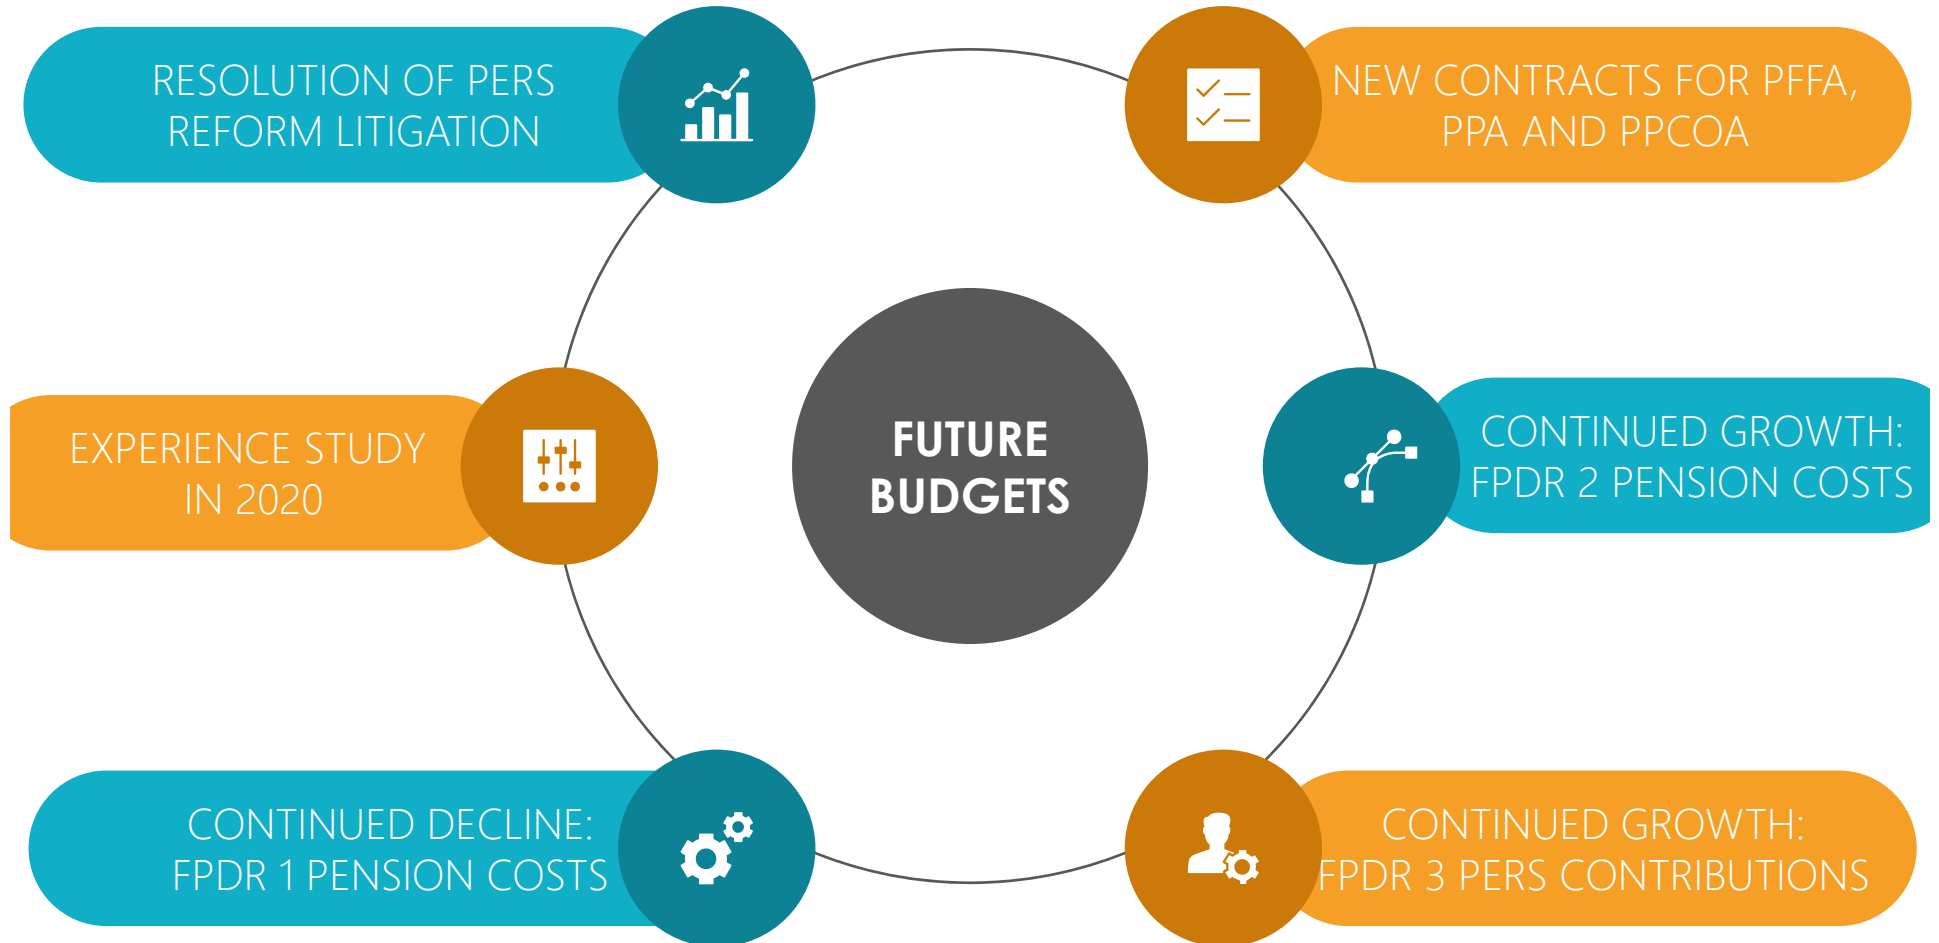 RESOLUTION OF PERS
REFORM LITIGATION
NEW CONTRACTS FOR PFFA,
PPA AND PPCOA
EXPERIENCE STUDY
IN 2020
FUTURE
BUDGETS
CONTINUED GROWTH:
FPDR 2 PENSION COSTS
CONTINUED DECLINE:
FPDR 1 PENSION COSTS
CONTINUED GROWTH:
FPDR 3 PERS CONTRIBUTIONS